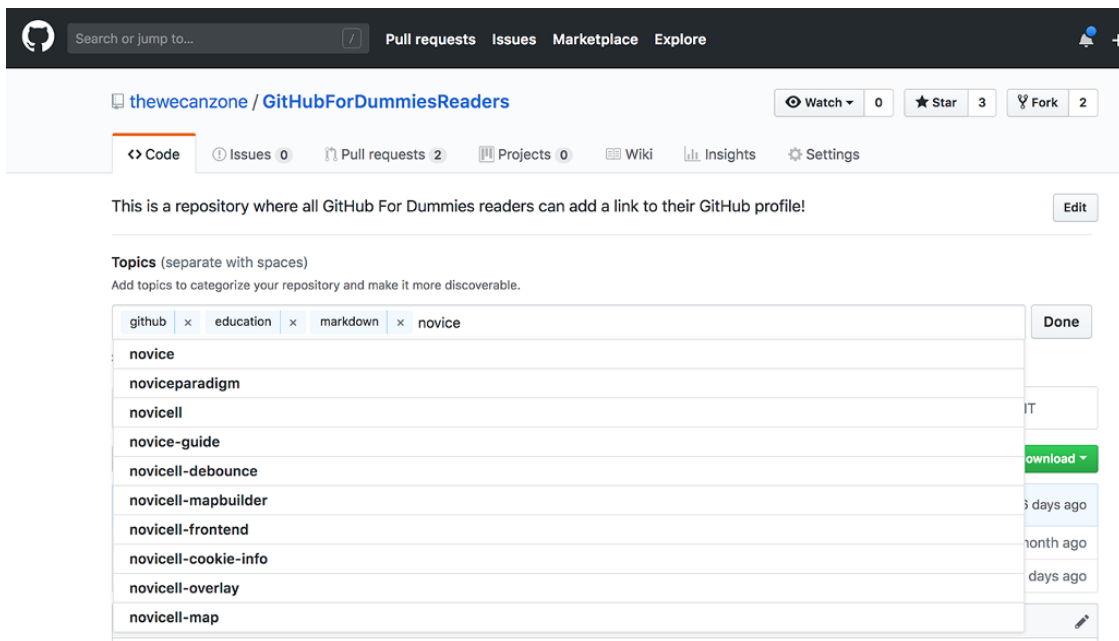 Search or jump to... / Pull requests Issues Marketplace Explore
thewecanzone / GitHubForDummiesReaders Watch 0 Star 3 Fork 2
Code Issues 0 Pull requests 2 Projects 0 Wiki Insights Settings
This is a repository where all GitHub For Dummies readers can add a link to their GitHub profile! Edit
Topics (separate with spaces)
Add topics to categorize your repository and make it more discoverable.
github × education × markdown × novice Done
novice
noviceparadigm
novicell
IT
novice-guide
novicell-debounce
ownload
novicell-mapbuilder
days ago
novicell-frontend
onth ago
novicell-cookie-info
days ago
novicell-overlay
novicell-map